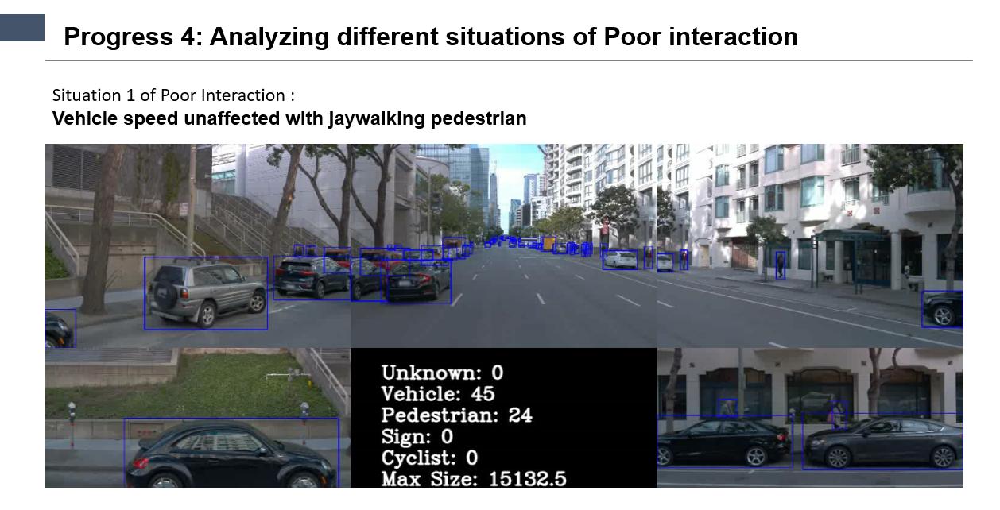 Progress 4: Analyzing different situations of Poor interaction
Situation 1 of Poor Interaction :
Vehicle speed unaffected with jaywalking pedestrian
Unknown: 0
Vehicle: 45
Pedestrian: 24
Sign: 0
Cyclist: 0
Max Size: 15132.5